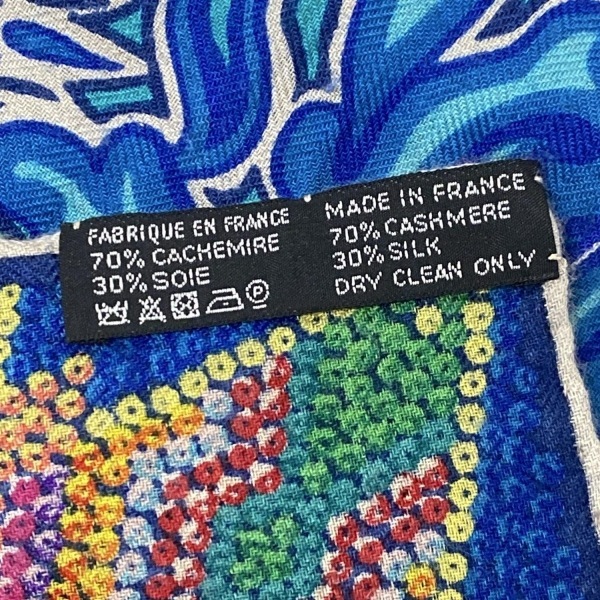 FABRIQUE EN FRANCE
70% CACHEMIRE
30% SOIE
MADE IN FRANCE
70% CASHMERE
30% SILK
DRY CLEAN ONLY